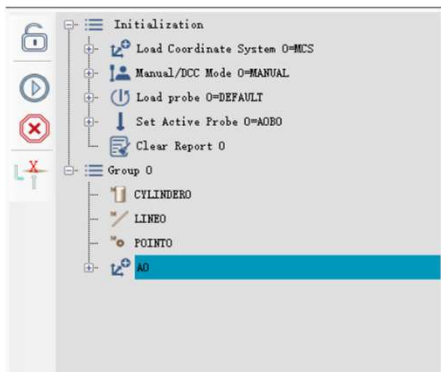 Initialization
Load Coordinate System 0=MCS
Manual/DCC Mode 0=MANUAL
Load probe 0=DEFAULT
Set Active Probe 0=A0B0
Clear Report 0
Group 0
CYLINDER0
LINE0
POINT0
A0